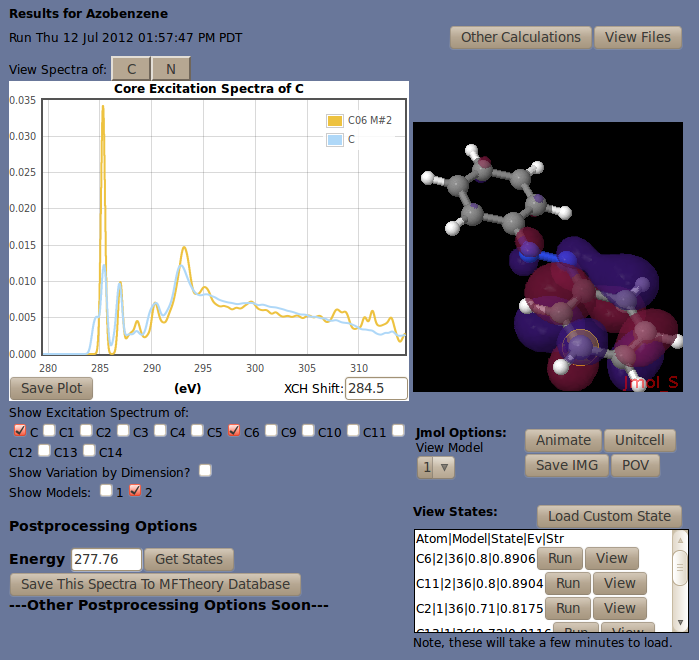 Results for Azobenzene
Run Thu 12 Jul 2012 01:57:47 PM PDT
Other Calculations View Files
View Spectra of: C N
Core Excitation Spectra of C
0.035
0.030
0.025
0.020
0.015
0.010
0.005
0.000
C06 M#2
C
280 285 290 295 300 305 310
Save Plot (eV) XCH Shift: 284.5
Jmol_S
Show Excitation Spectrum of:
C C1 C2 C3 C4 C5 C6 C9 C10 C11
C12 C13 C14
Show Variation by Dimension?
Show Models: 1 2
Jmol Options:
View Model
1
Animate Unitcell
Save IMG POV
Postprocessing Options
Energy 277.76 Get States
Save This Spectra To MFTheory Database
---Other Postprocessing Options Soon---
View States: Load Custom State
Atom|Model|State|Ev|Str
C6|2|36|0.8|0.8906 Run View
C11|2|36|0.8|0.8904 Run View
C2|1|36|0.71|0.8175 Run View
Run View
Note, these will take a few minutes to load.